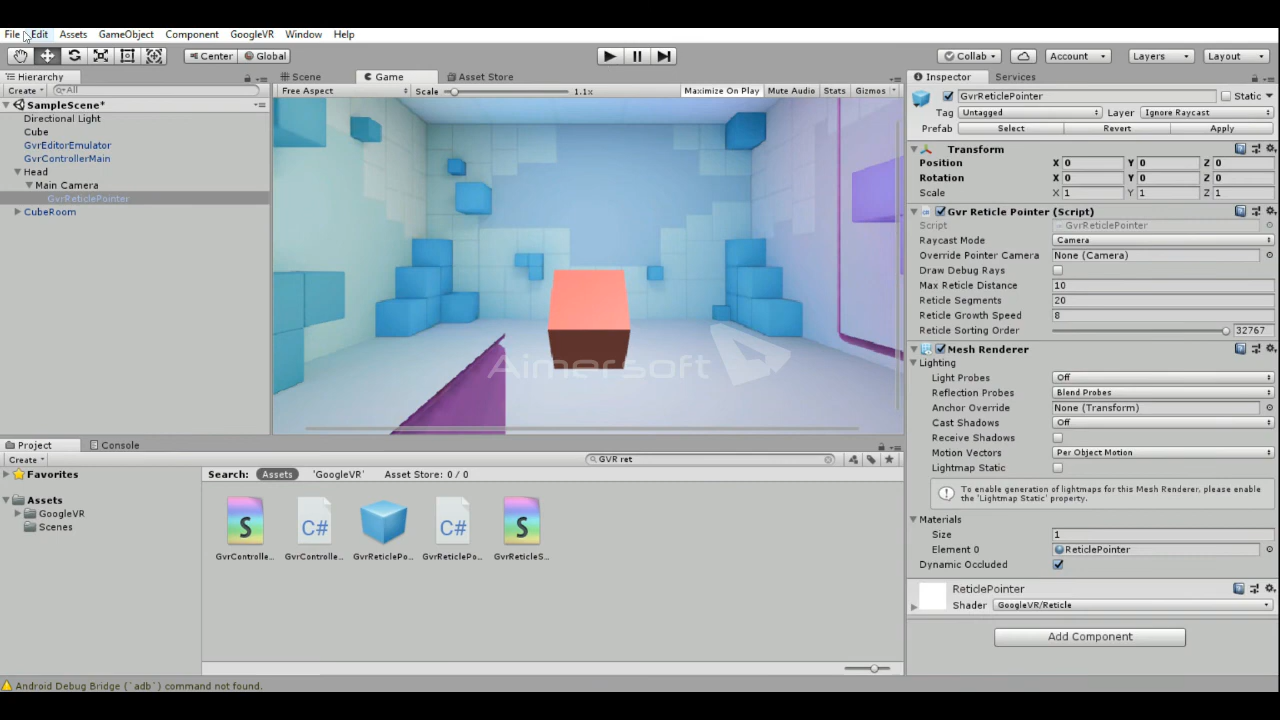 File Edit Assets GameObject Component GoogleVR Window Help
Center Global Collab Account Layers Layout
Hierarchy
Create All
SampleScene*
Directional Light
Cube
GvrEditorEmulator
GvrControllerMain
Head
Main Camera
GvrReticlePointer
CubeRoom
Scene Game Asset Store
Free Aspect Scale 1.1x Maximize On Play Mute Audio Stats Gizmos
Aimersoft
Inspector Services
GvrReticlePointer Static
Tag Untagged Layer Ignore Raycast
Prefab Select Revert Apply
Transform
Position X 0 Y 0 Z 0
Rotation X 0 Y 0 Z 0
Scale X 1 Y 1 Z 1
Gvr Reticle Pointer (Script)
Script GvrReticlePointer
Raycast Mode Camera
Override Pointer Camera None (Camera)
Draw Debug Rays
Max Reticle Distance 10
Reticle Segments 20
Reticle Growth Speed 8
Reticle Sorting Order 32767
Mesh Renderer
Lighting
Light Probes Off
Reflection Probes Blend Probes
Anchor Override None (Transform)
Cast Shadows Off
Receive Shadows
Motion Vectors Per Object Motion
Lightmap Static
To enable generation of lightmaps for this Mesh Renderer, please enable
the 'Lightmap Static' property.
Materials
Size 1
Element 0 ReticlePointer
Dynamic Occluded
ReticlePointer
Shader GoogleVR/Reticle
Add Component
Project Console
Create GVR ret
Favorites
Assets
GoogleVR
Scenes
Search: Assets 'GoogleVR' Asset Store: 0 / 0
S C# C# S
GvrControlle... GvrControlle... GvrReticlePo... GvrReticlePo... GvrReticleS...
Android Debug Bridge (`adb`) command not found.